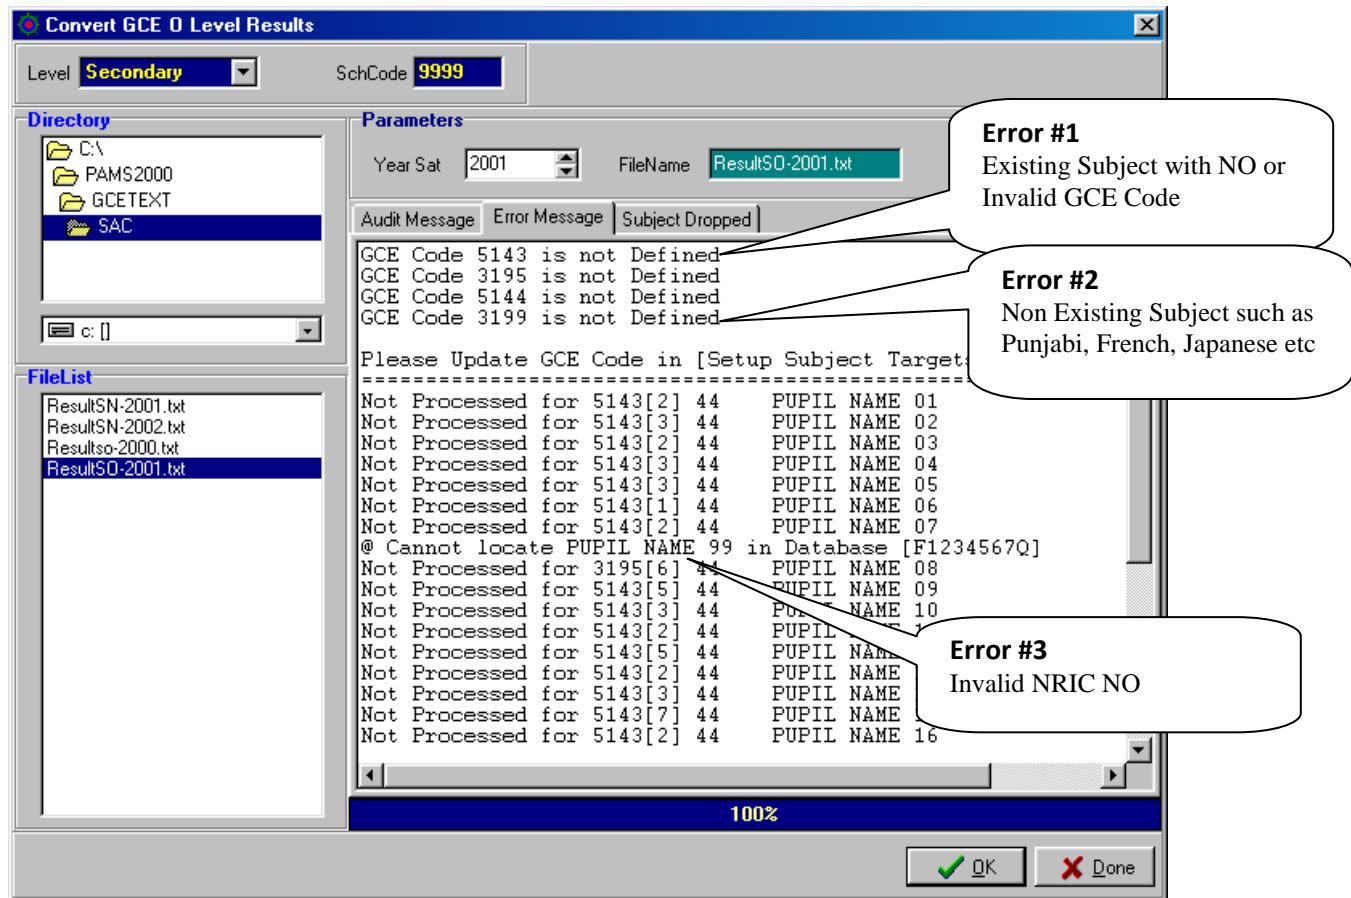 Convert GCE O Level Results
Level Secondary
SchCode 9999
Directory
C:\
PAMS2000
GCETEXT
SAC
c: []
FileList
ResultSN-2001.txt
ResultSN-2002.txt
Resultso-2000.txt
ResultSO-2001.txt
Parameters
Year Sat 2001
FileName ResultSO-2001.txt
Audit Message Error Message Subject Dropped
GCE Code 5143 is not Defined
GCE Code 3195 is not Defined
GCE Code 5144 is not Defined
GCE Code 3199 is not Defined
Please Update GCE Code in [Setup Subject Targets
================================================
Not Processed for 5143[2] 44 PUPIL NAME 01
Not Processed for 5143[3] 44 PUPIL NAME 02
Not Processed for 5143[2] 44 PUPIL NAME 03
Not Processed for 5143[3] 44 PUPIL NAME 04
Not Processed for 5143[3] 44 PUPIL NAME 05
Not Processed for 5143[1] 44 PUPIL NAME 06
Not Processed for 5143[2] 44 PUPIL NAME 07
@ Cannot locate PUPIL NAME 99 in Database [F1234567Q]
Not Processed for 3195[6] 44 PUPIL NAME 08
Not Processed for 5143[5] 44 PUPIL NAME 09
Not Processed for 5143[3] 44 PUPIL NAME 10
Not Processed for 5143[2] 44 PUPIL NAME
Not Processed for 5143[5] 44 PUPIL NAME
Not Processed for 5143[2] 44 PUPIL NAME
Not Processed for 5143[3] 44 PUPIL NAME
Not Processed for 5143[7] 44 PUPIL NAME
Not Processed for 5143[2] 44 PUPIL NAME 16
100%
OK
Done
Error #1
Existing Subject with NO or
Invalid GCE Code
Error #2
Non Existing Subject such as
Punjabi, French, Japanese etc
Error #3
Invalid NRIC NO